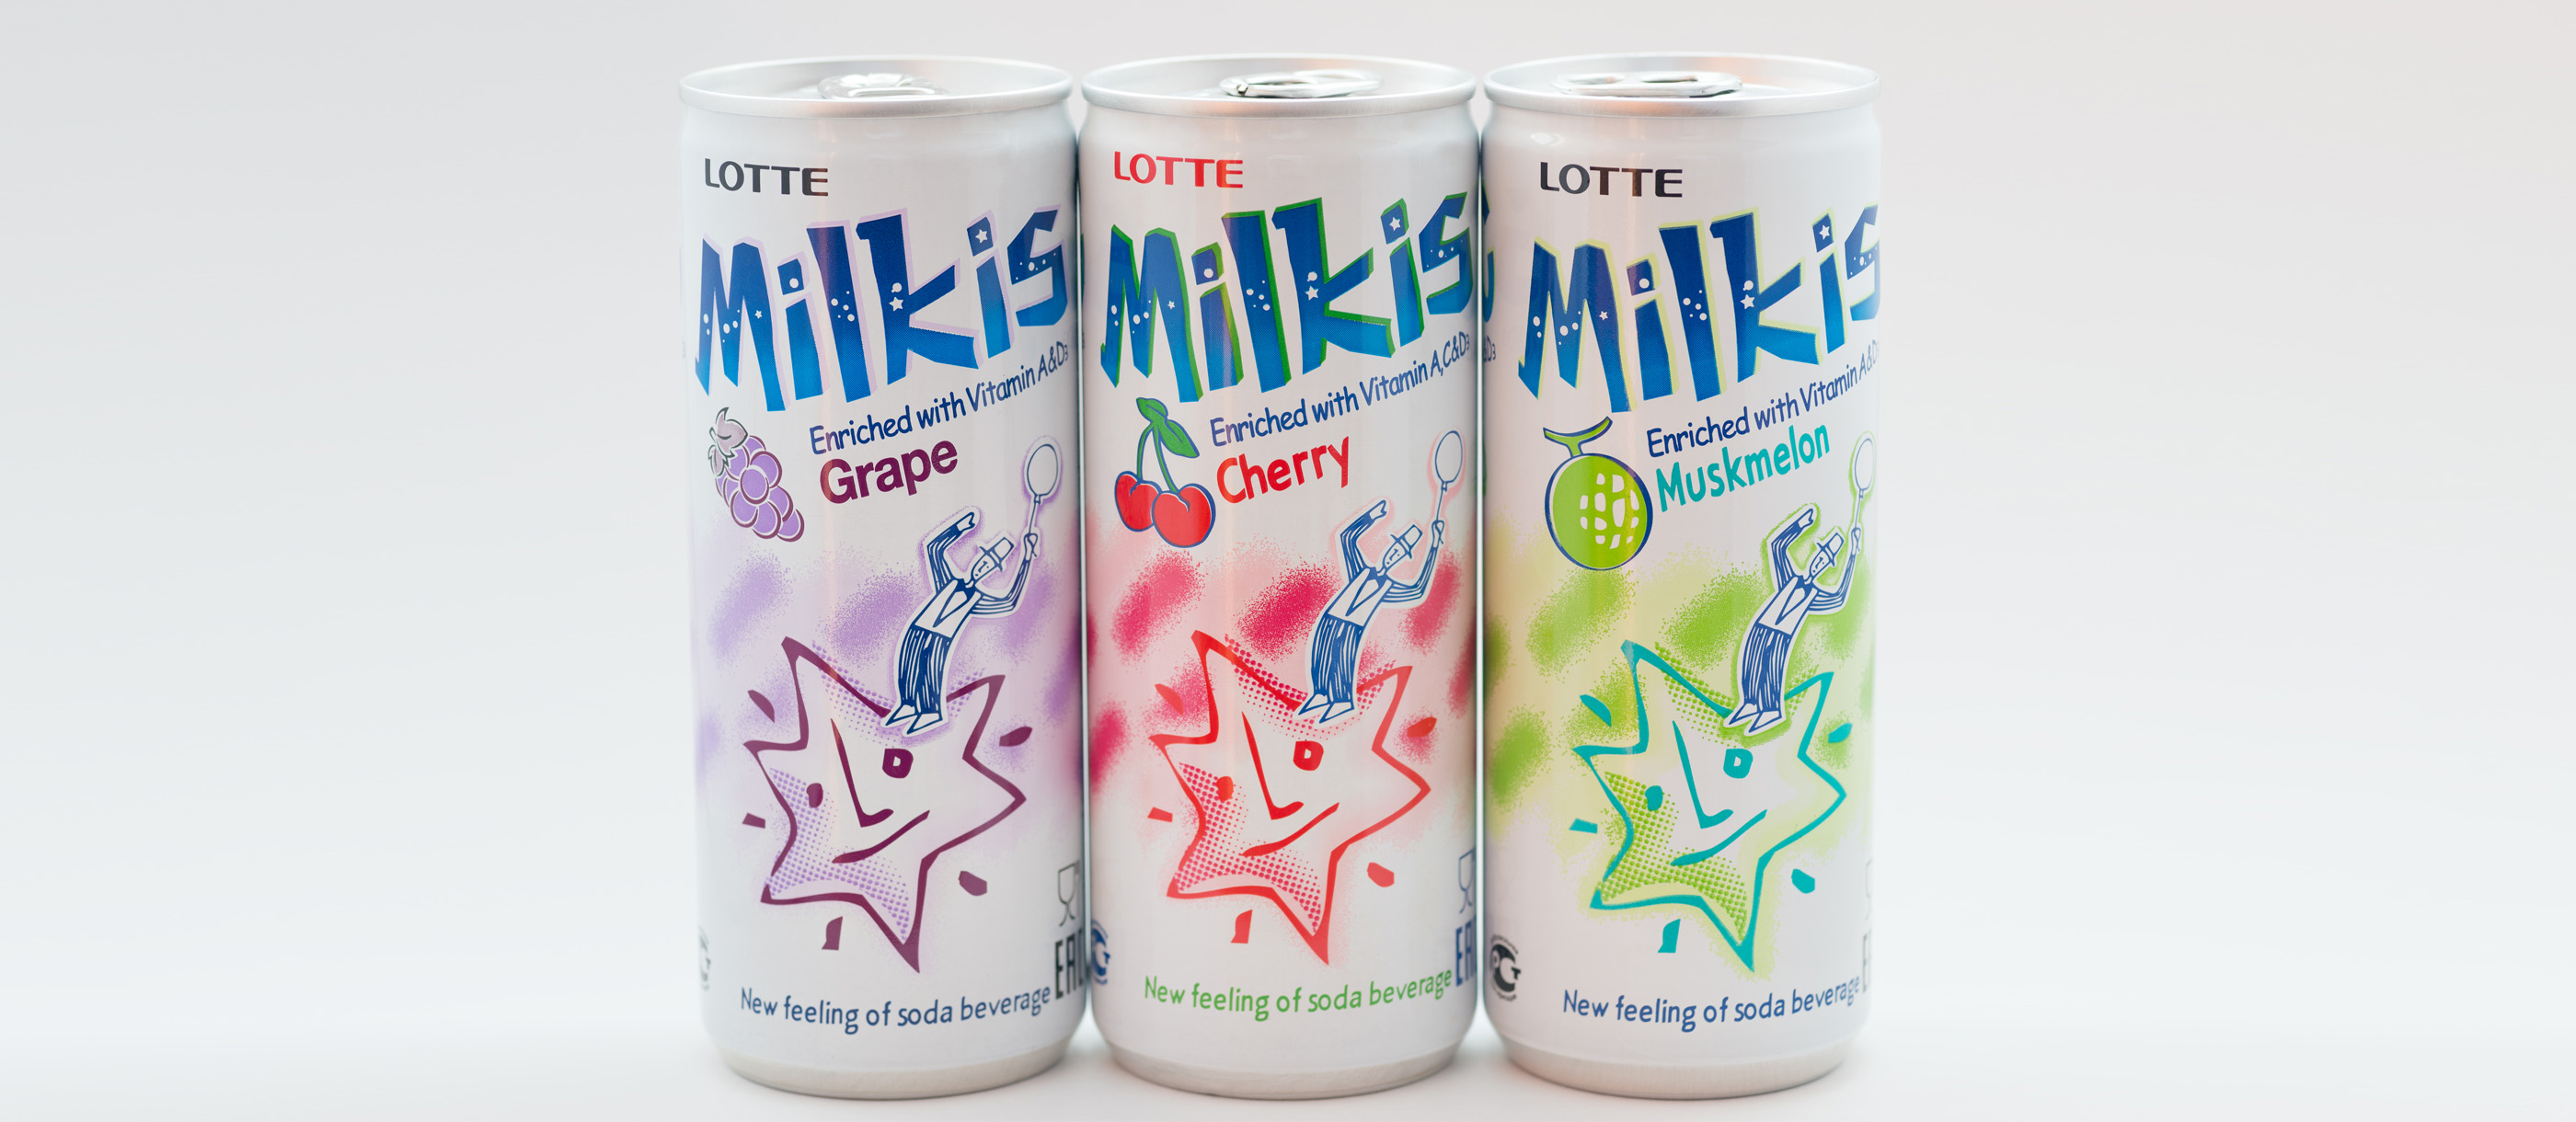 LOTTE
Milkis
Enriched with Vitamin A&D3
Grape
EAC
New feeling of soda beverage
LOTTE
Milkis
Enriched with Vitamin A,C&D3
Cherry
New feeling of soda beverage
LOTTE
Milkis
Enriched with Vitamin A&D
Muskmelon
New feeling of soda beverage